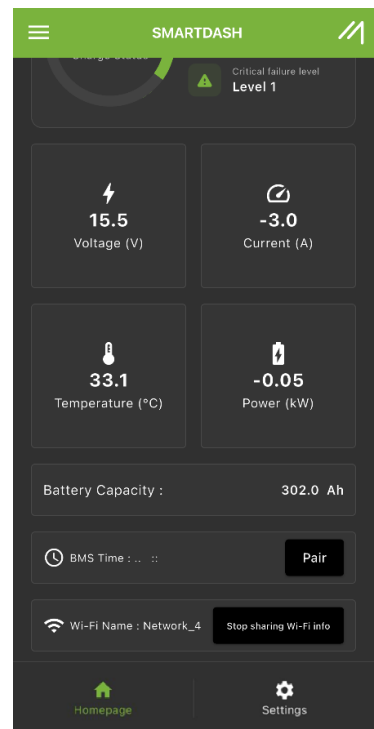 SMARTDASH
Charge Status
Critical failure level
Level 1
15.5
Voltage (V)
-3.0
Current (A)
33.1
Temperature (°C)
-0.05
Power (kW)
Battery Capacity :
302.0 Ah
BMS Time : .. ::
Pair
Wi-Fi Name : Network_4
Stop sharing Wi-Fi info
Homepage
Settings